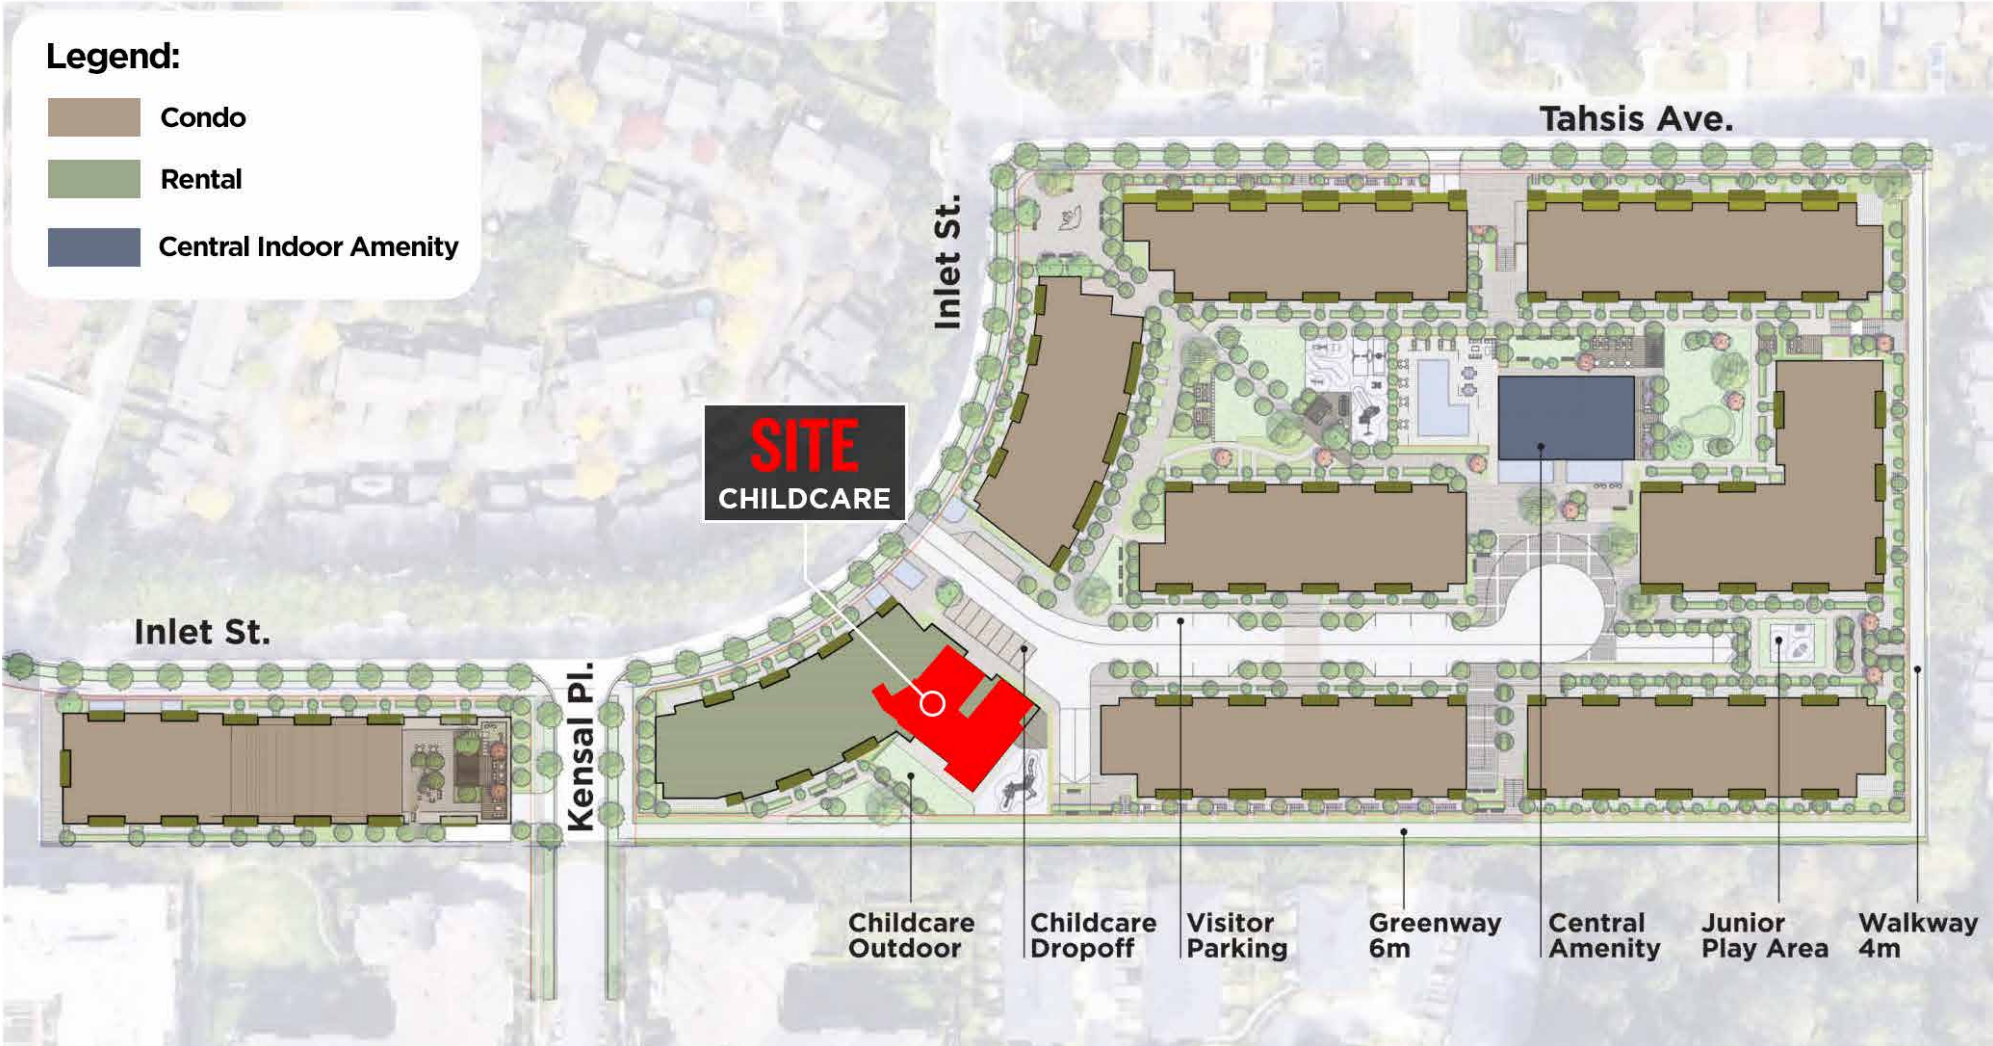 Legend:
Condo
Rental
Central Indoor Amenity
Tahsis Ave.
Inlet St.
SITE
CHILDCARE
Inlet St.
Kensal Pl.
Childcare
Outdoor
Childcare
Dropoff
Visitor
Parking
Greenway
6m
Central
Amenity
Junior
Play Area
Walkway
4m